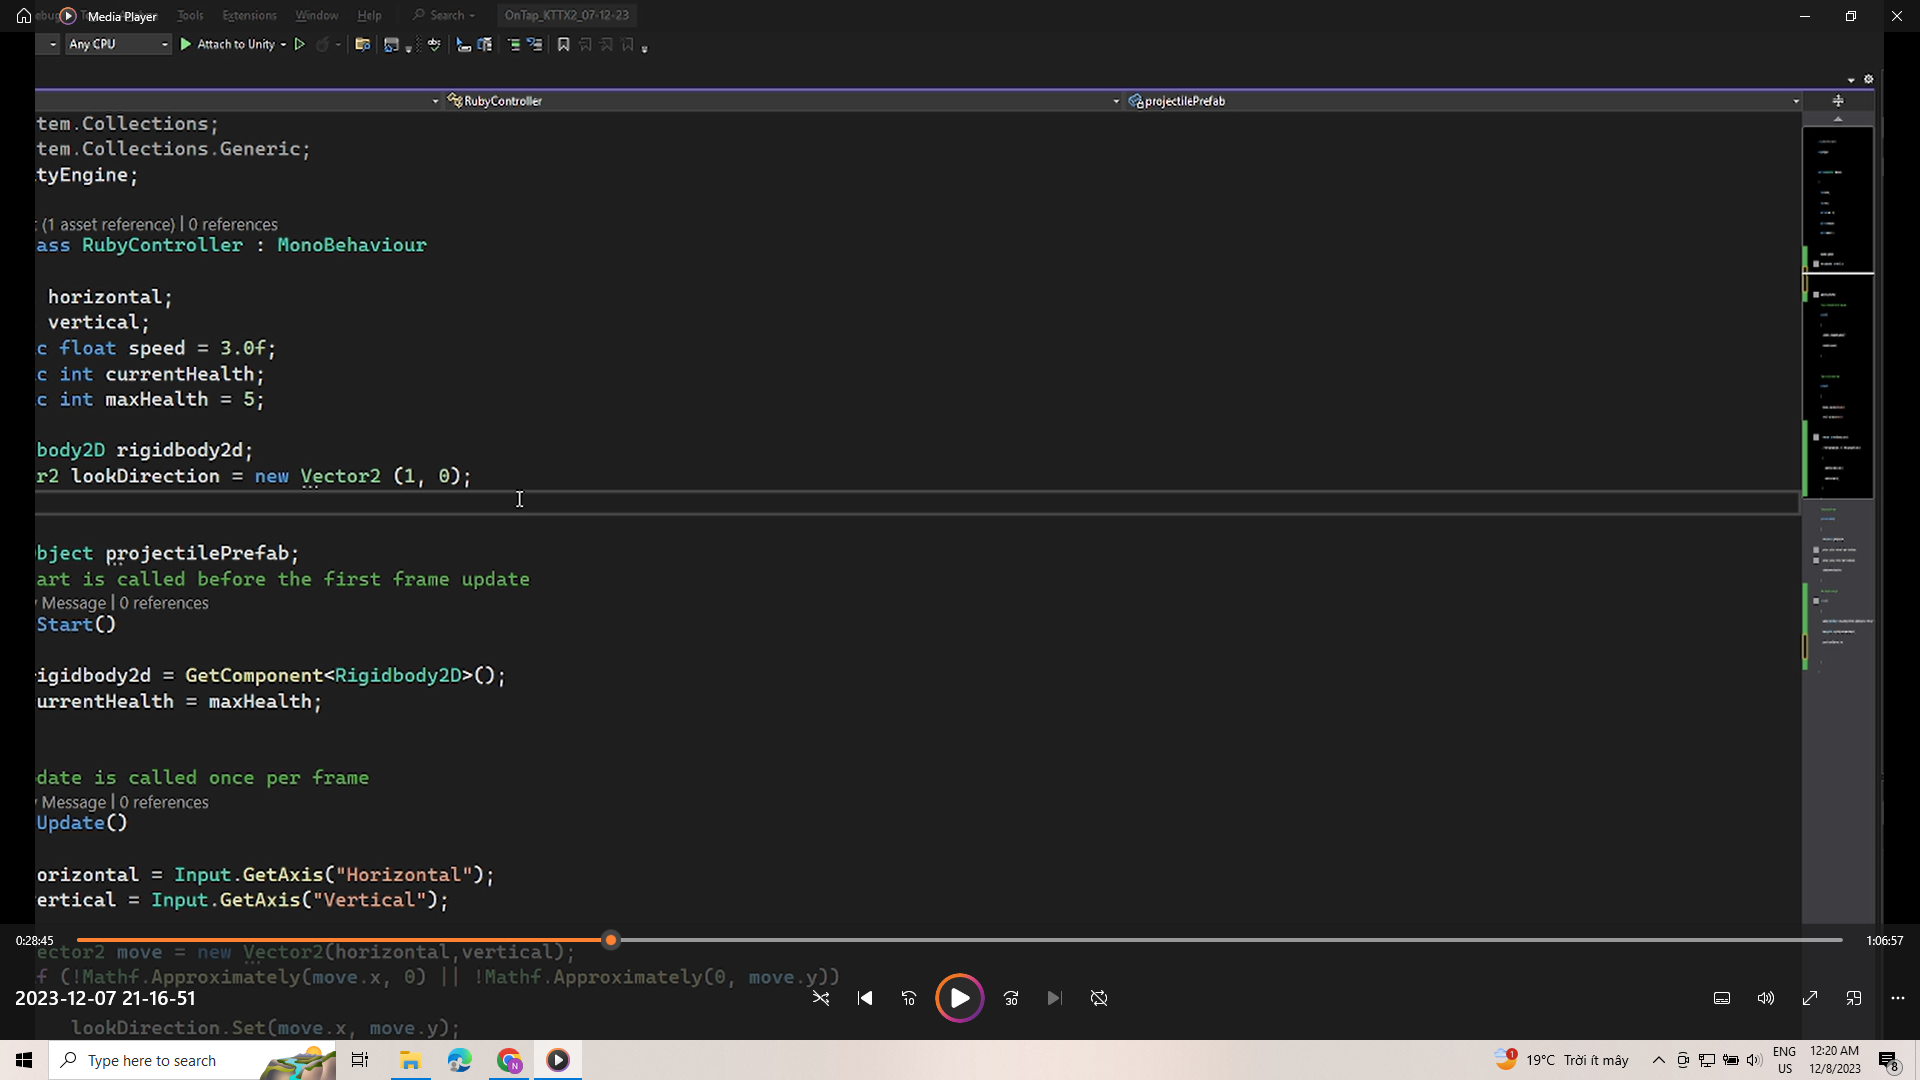 Media Player
Tools Extensions Window Help Search OnTap_KTTX2_07-12-23
Any CPU Attach to Unity
RubyController projectilePrefab
tem.Collections;
tem.Collections.Generic;
tyEngine;
(1 asset reference) | 0 references
ass RubyController : MonoBehaviour
horizontal;
vertical;
c float speed = 3.0f;
c int currentHealth;
c int maxHealth = 5;
body2D rigidbody2d;
r2 lookDirection = new Vector2 (1, 0);
bject projectilePrefab;
art is called before the first frame update
Message | 0 references
Start()
igidbody2d = GetComponent<Rigidbody2D>();
urrentHealth = maxHealth;
date is called once per frame
Message | 0 references
Update()
orizontal = Input.GetAxis("Horizontal");
ertical = Input.GetAxis("Vertical");
0:28:45 1:06:57
ector2 move = new Vector2(horizontal,vertical);
f (!Mathf.Approximately(move.x, 0) || !Mathf.Approximately(0, move.y))
2023-12-07 21-16-51
10 30
lookDirection.Set(move.x, move.y);
Type here to search
N
1 19°C Trời ít mây
ENG US
12:20 AM
12/8/2023
8